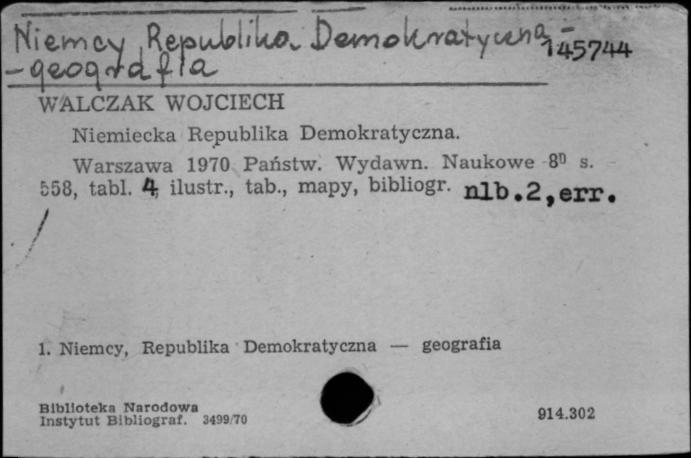 Niemcy Republika Demokratyczna -
145744
- geografia
WALCZAK WOJCIECH
Niemiecka Republika Demokratyczna.
Warszawa 1970 Państw. Wydawn. Naukowe 8⁰ s.
558, tabl. 4, ilustr., tab., mapy, bibliogr. nlb.2,err.
1. Niemcy, Republika Demokratyczna — geografia
Biblioteka Narodowa
Instytut Bibliograf. 3499/70
914.302